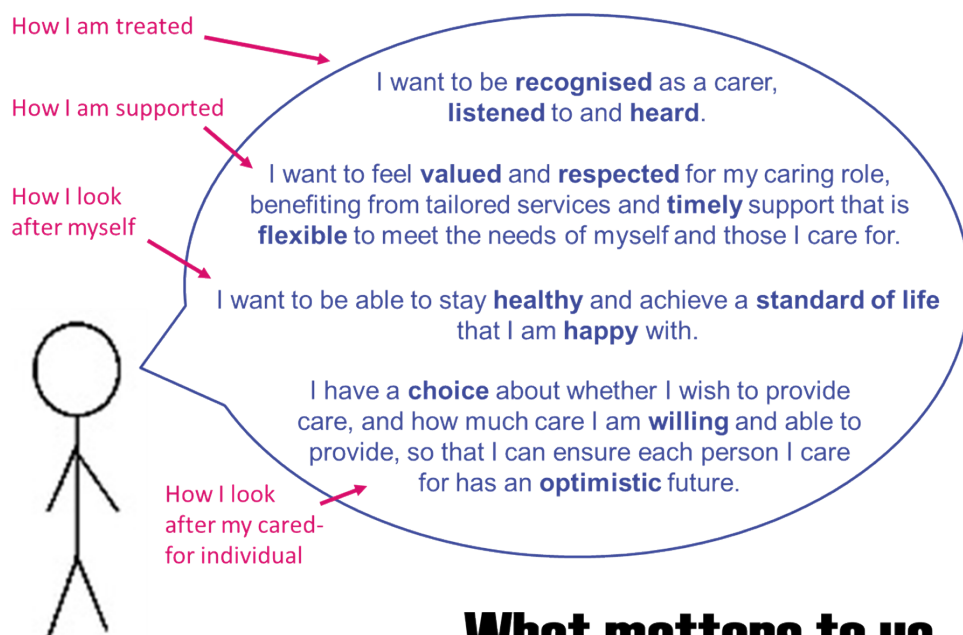 How I am treated
I want to be recognised as a carer,
listened to and heard.
How I am supported
I want to feel valued and respected for my caring role,
benefiting from tailored services and timely support that is
flexible to meet the needs of myself and those I care for.
How I look
after myself
I want to be able to stay healthy and achieve a standard of life
that I am happy with.
I have a choice about whether I wish to provide
care, and how much care I am willing and able to
provide, so that I can ensure each person I care
for has an optimistic future.
How I look
after my cared-
for individual
What matters to us